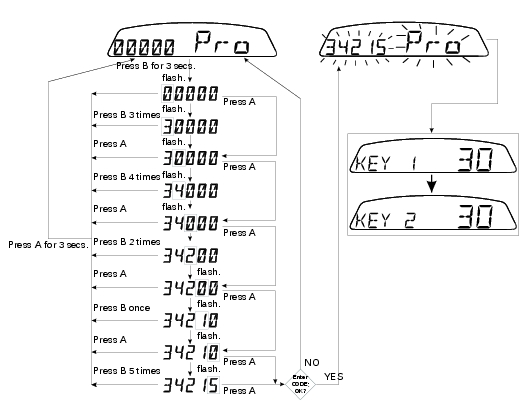 00000 Pro
34215 Pro
Press B for 3 secs.
flash.
00000
Press A
flash.
Press B 3 times
30000
flash.
Press A
30000
Press A
Press B 4 times
flash.
34000
flash.
Press A
34000
Press A
Press A for 3 secs.
Press B 2 times
34200
flash.
Press A
34200
Press A
flash.
Press B once
34210
flash.
Press A
34210
Press A
flash.
Press B 5 times
34215
Press A
Enter
CODE:
OK?
NO
YES
KEY 1 30
KEY 2 30